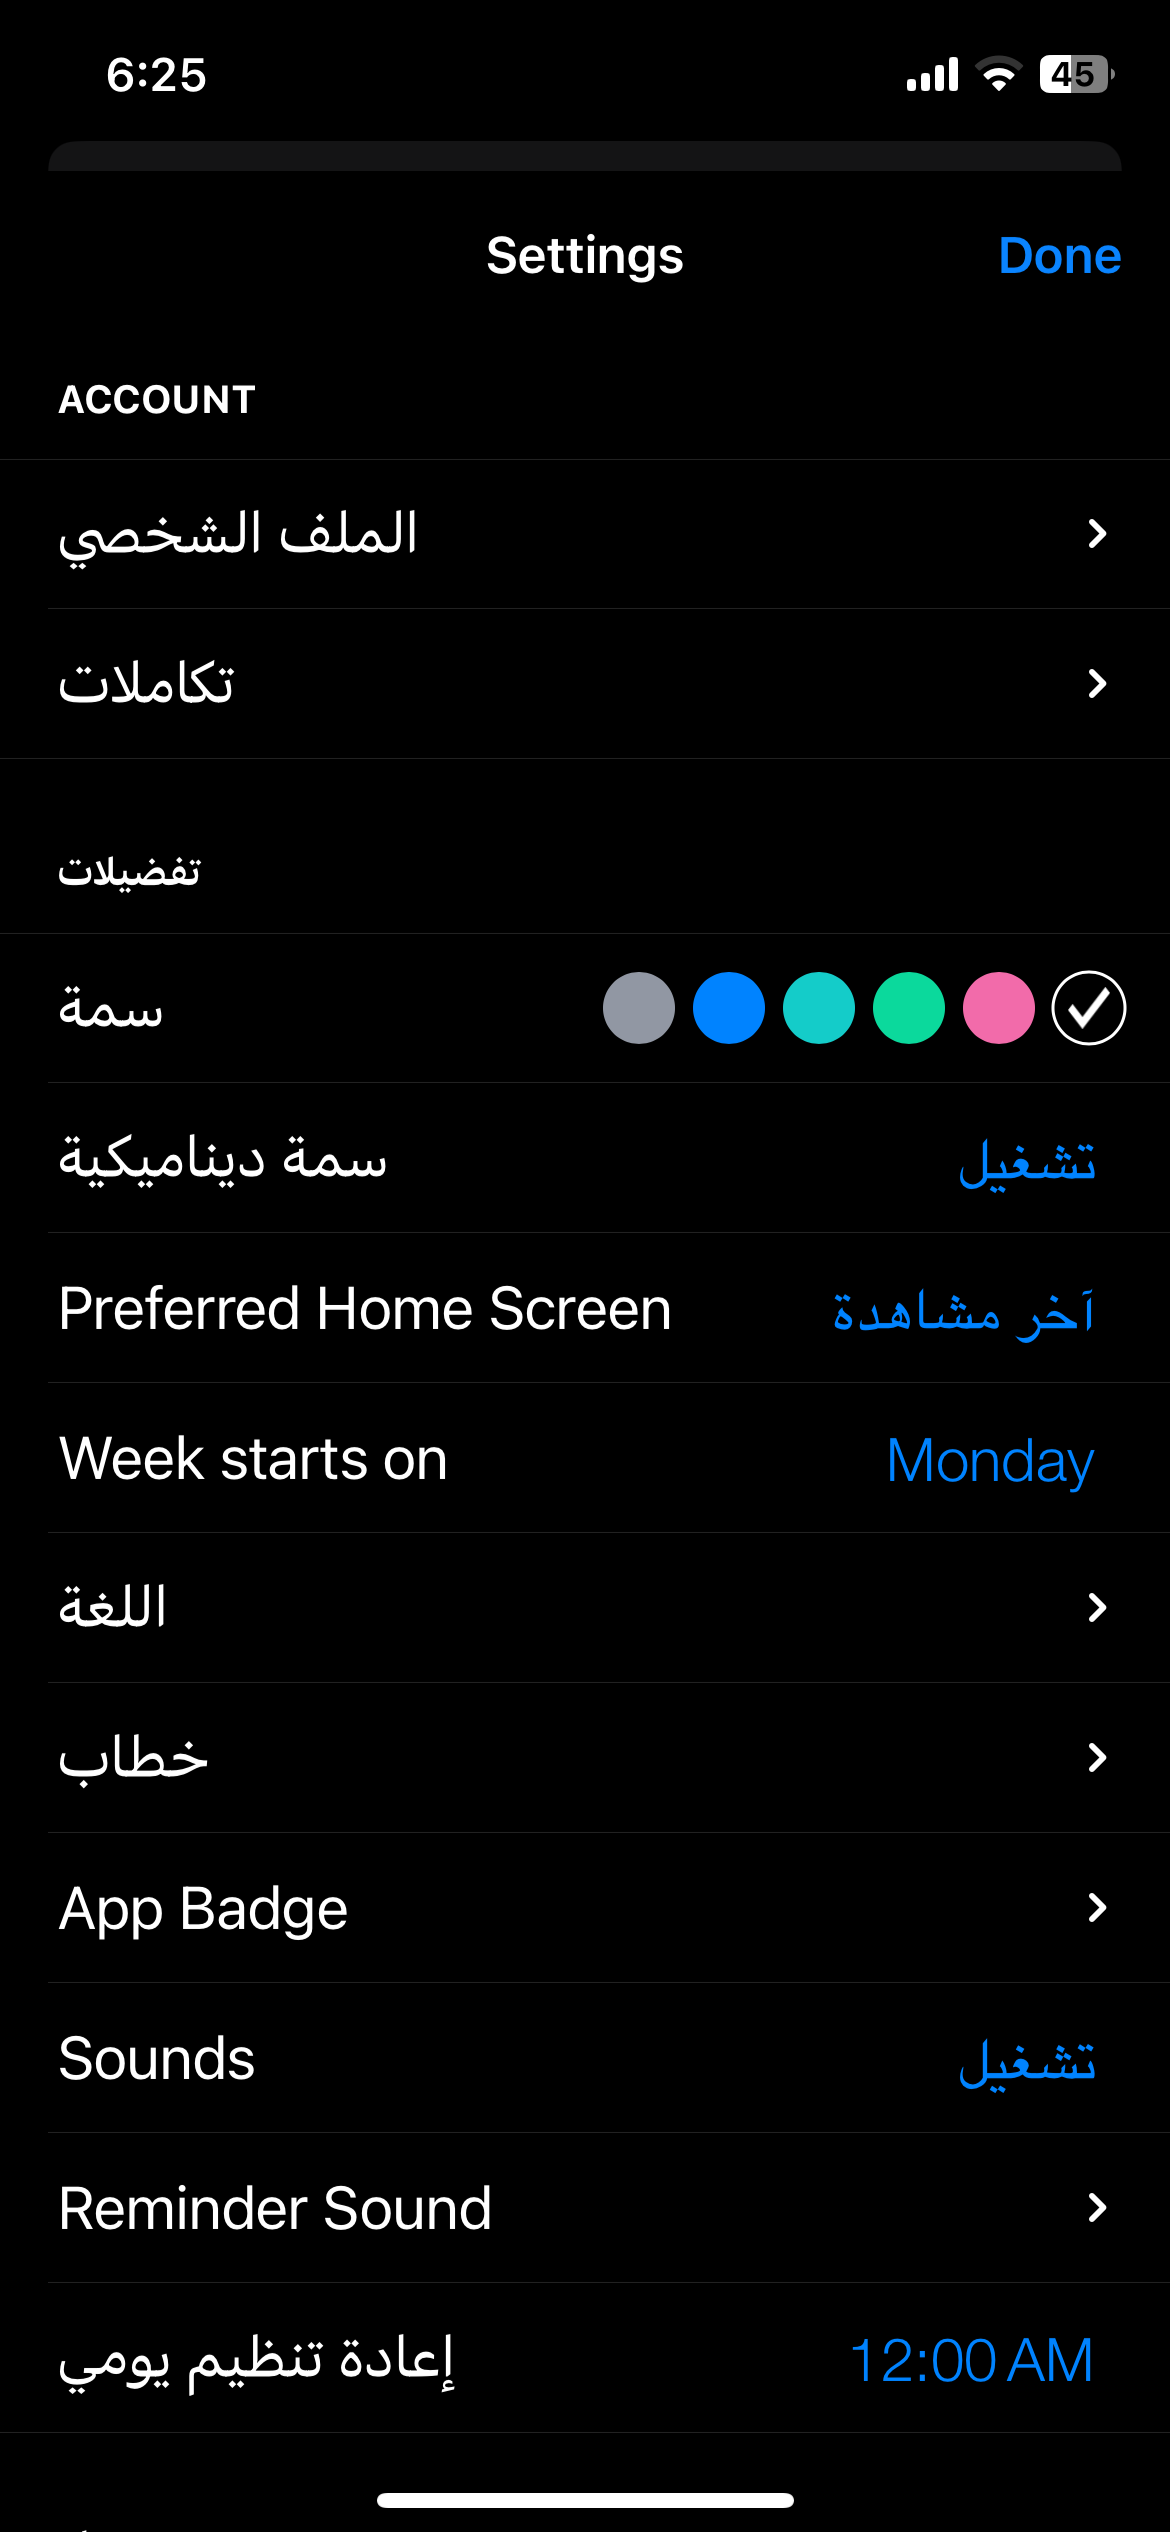 6:25
45
Settings
Done
ACCOUNT
الملف الشخصي
تكاملات
تفضيلات
سمة
سمة ديناميكية
تشغيل
Preferred Home Screen
آخر مشاهدة
Week starts on
Monday
اللغة
خطاب
App Badge
Sounds
تشغيل
Reminder Sound
إعادة تنظيم يومي
12:00 AM